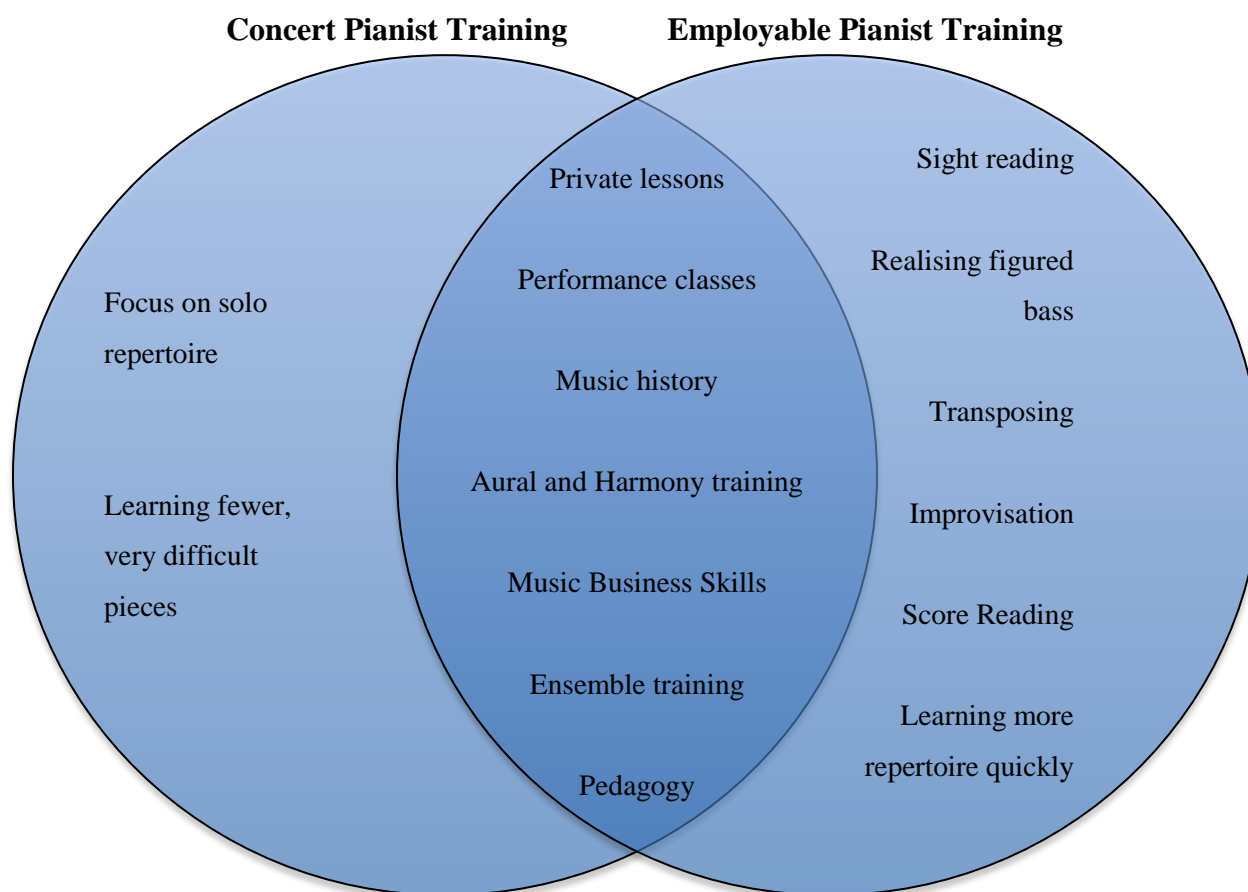 Concert Pianist Training
Employable Pianist Training
Focus on solo
repertoire
Learning fewer,
very difficult
pieces
Private lessons
Performance classes
Music history
Aural and Harmony training
Music Business Skills
Ensemble training
Pedagogy
Sight reading
Realising figured
bass
Transposing
Improvisation
Score Reading
Learning more
repertoire quickly